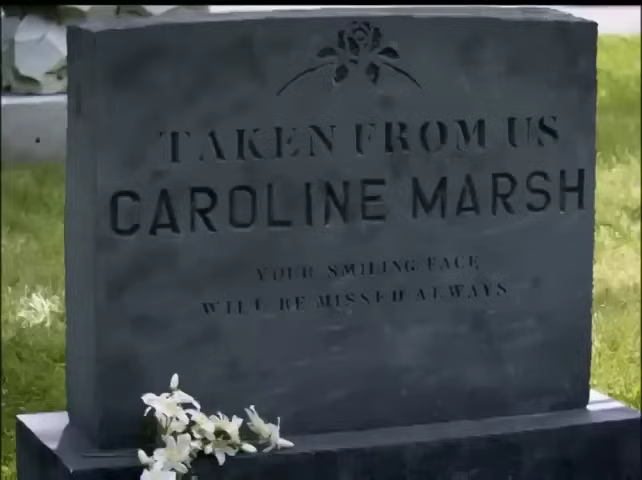 TAKEN FROM US
CAROLINE MARSH
YOUR SMILING FACE
WILL BE MISSED ALWAYS